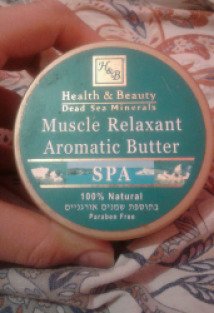 H&B
Health & Beauty
Dead Sea Minerals
Muscle Relaxant
Aromatic Butter
SPA
100% Natural
בתוספת שמנים אורגניים
Paraben Free